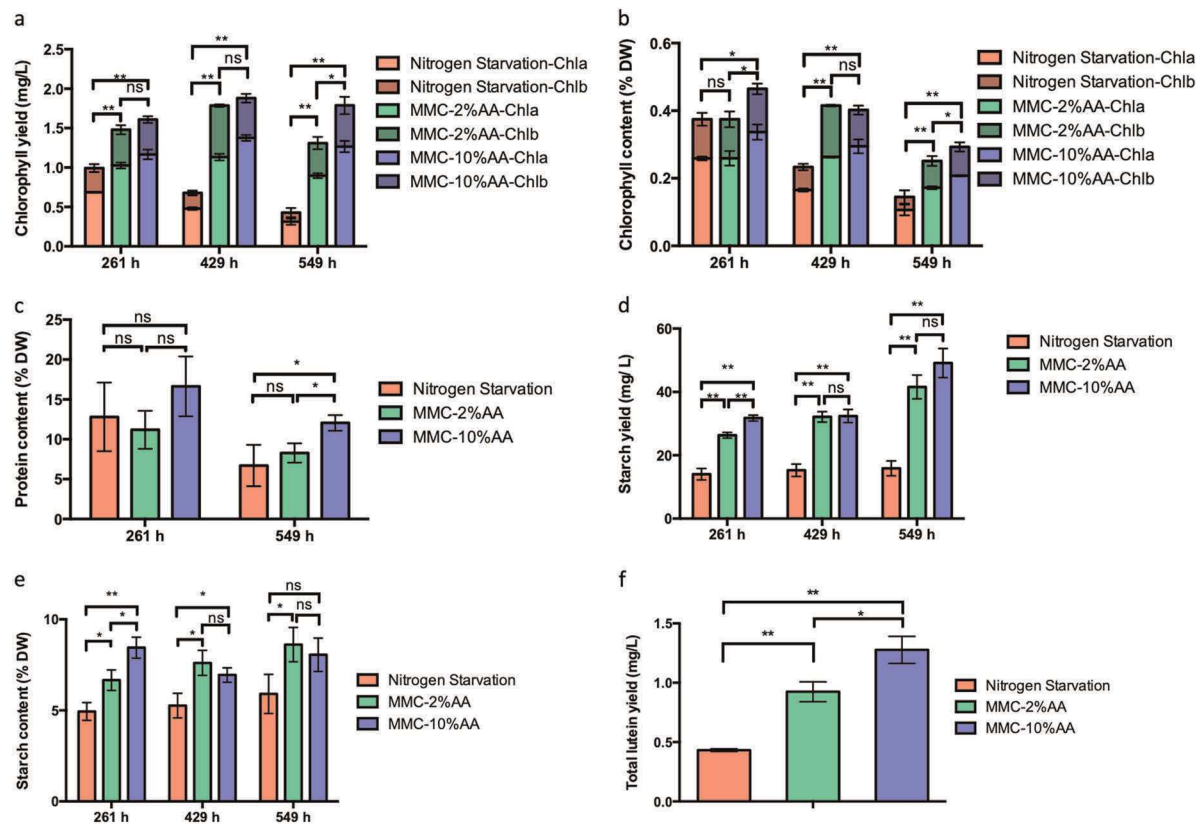 a
Chlorophyll yield (mg/L)
2.5
2.0
1.5
1.0
0.5
0.0
** ** **
ns ns *
** ** **
261 h 429 h 549 h
Nitrogen Starvation-Chla
Nitrogen Starvation-Chlb
MMC-2%AA-Chla
MMC-2%AA-Chlb
MMC-10%AA-Chla
MMC-10%AA-Chlb
b
Chlorophyll content (% DW)
0.6
0.4
0.2
0.0
* ** **
ns * ** ns ** *
261 h 429 h 549 h
Nitrogen Starvation-Chla
Nitrogen Starvation-Chlb
MMC-2%AA-Chla
MMC-2%AA-Chlb
MMC-10%AA-Chla
MMC-10%AA-Chlb
c
Protein content (% DW)
25
20
15
10
5
0
ns *
ns ns ns *
261 h 549 h
Nitrogen Starvation
MMC-2%AA
MMC-10%AA
d
Starch yield (mg/ L)
60
40
20
0
** ** **
** ** ** ns ** ns
261 h 429 h 549 h
Nitrogen Starvation
MMC-2%AA
MMC-10%AA
e
Starch content (% DW)
10
5
0
** * ns
* * * ns * ns
261 h 429 h 549 h
Nitrogen Starvation
MMC-2%AA
MMC-10%AA
f
Total lutein yield (mg/L)
1.5
1.0
0.5
0.0
**
** *
Nitrogen Starvation
MMC-2%AA
MMC-10%AA